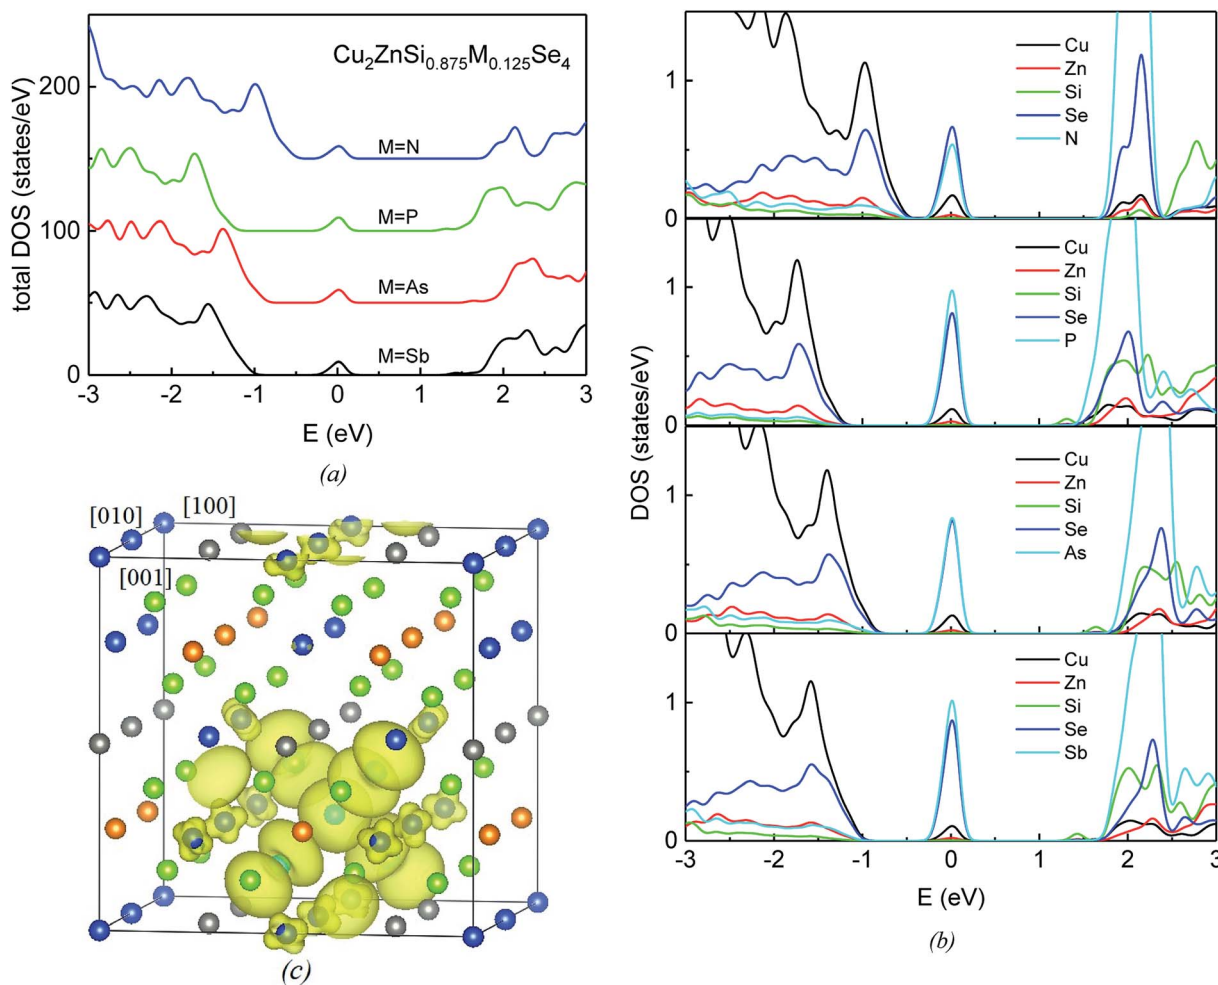 Cu2ZnSi0.875M0.125Se4
total DOS (states/eV)
200
100
0
M=N
M=P
M=As
M=Sb
-3 -2 -1 0 1 2 3
E (eV)
(a)
DOS (states/eV)
1
0
Cu
Zn
Si
Se
N
1
0
Cu
Zn
Si
Se
P
1
0
Cu
Zn
Si
Se
As
1
0
Cu
Zn
Si
Se
Sb
-3 -2 -1 0 1 2 3
E (eV)
(b)
[010] [100]
[001]
(c)